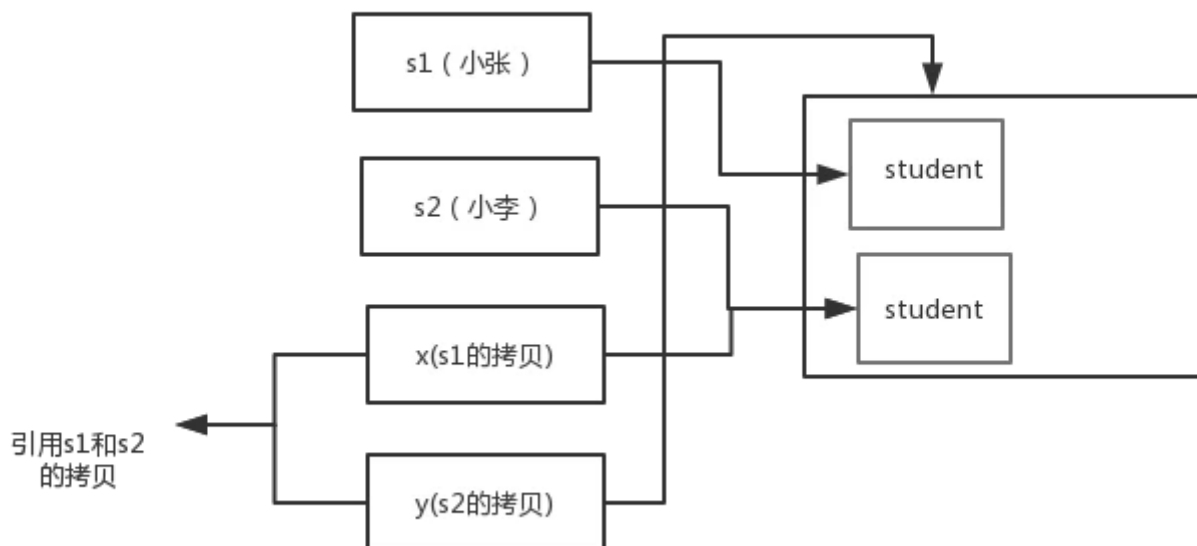 s1（小张）
student
s2（小李）
student
x(s1的拷贝)
引用s1和s2
的拷贝
y(s2的拷贝)